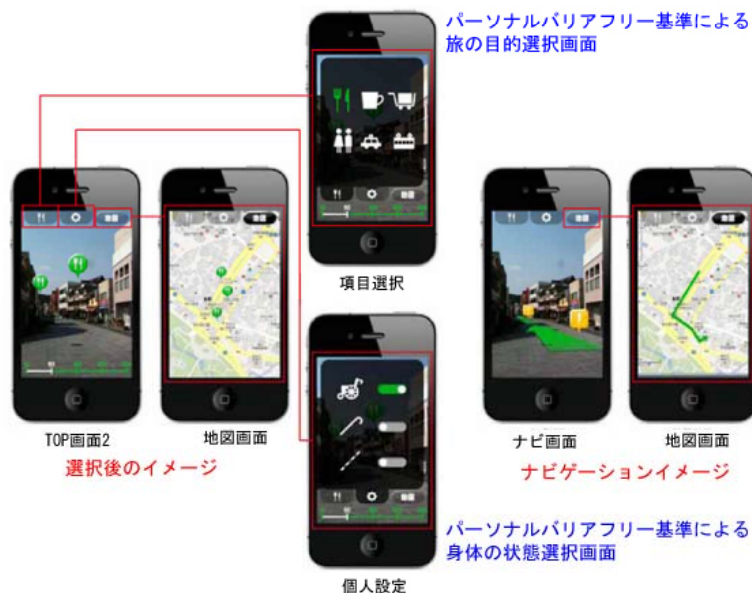 パーソナルバリアフリー基準による
旅の目的選択画面
項目選択
TOP画面2
地図画面
選択後のイメージ
ナビ画面
地図画面
ナビゲーションイメージ
パーソナルバリアフリー基準による
身体の状態選択画面
個人設定